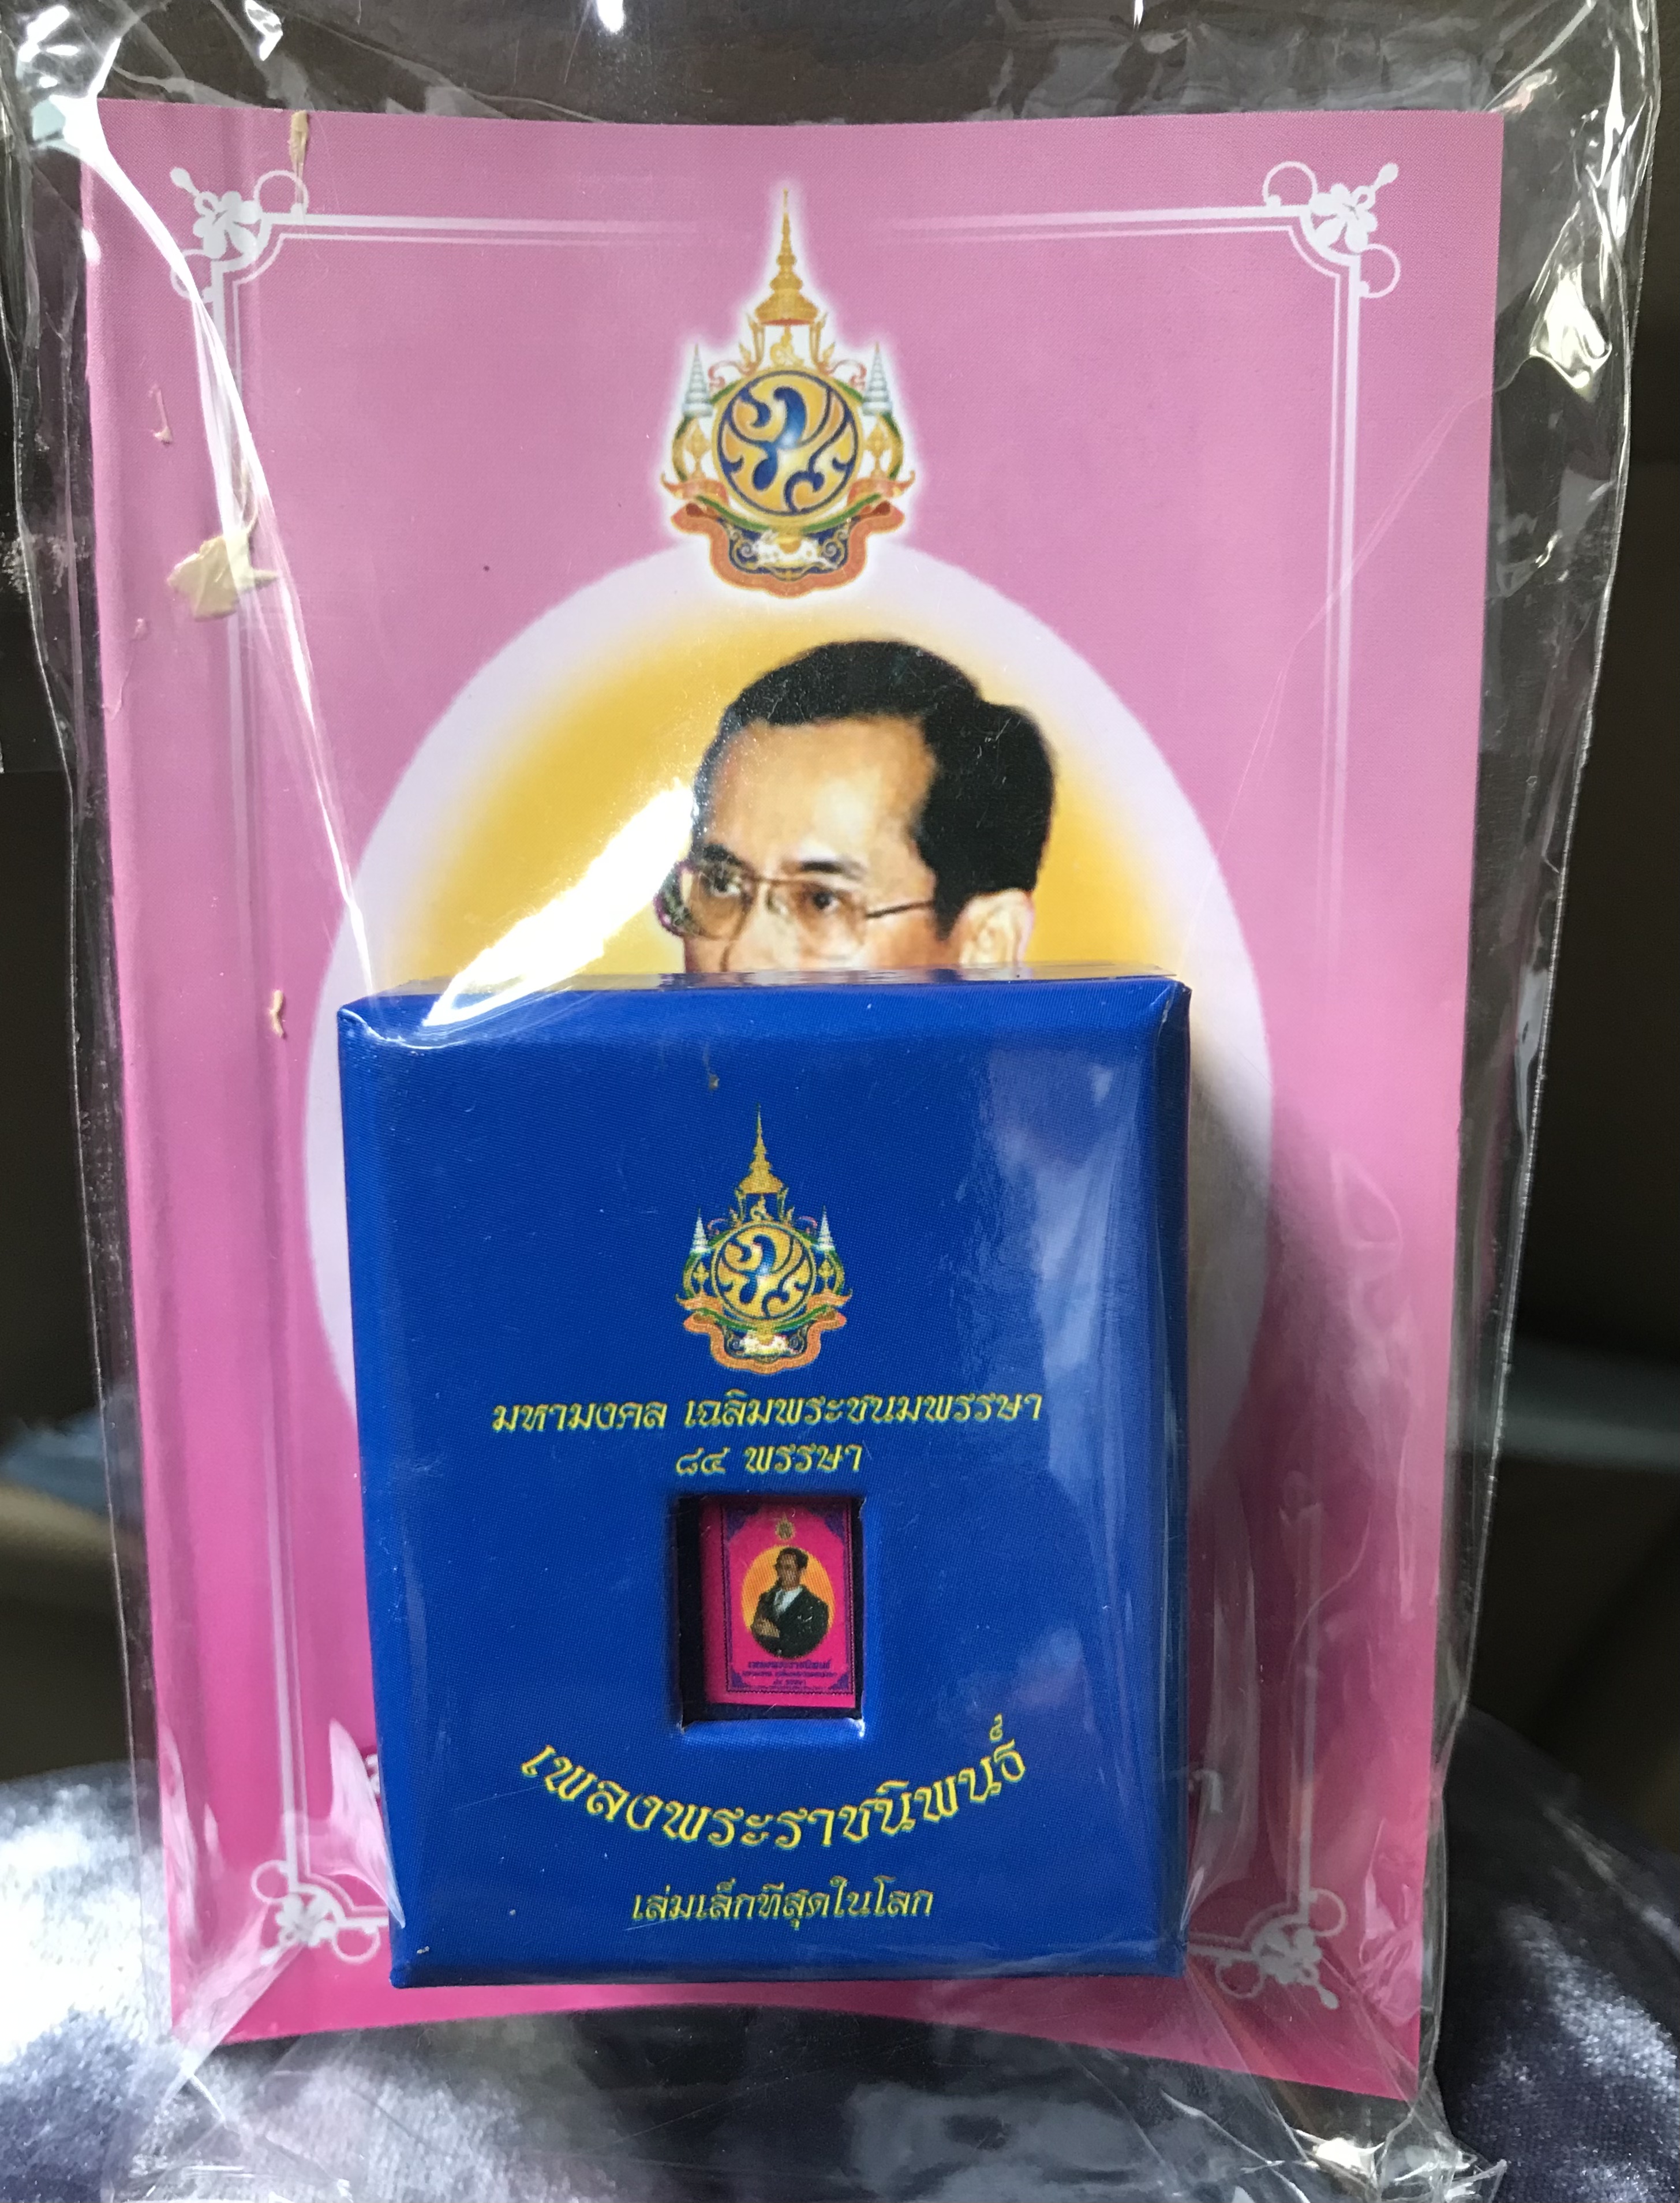 มหามงคล เฉลิมพระชนมพรรษา
๘๔ พรรษา
เพลงพระราชนิพนธ์
เล่มเล็กที่สุดในโลก